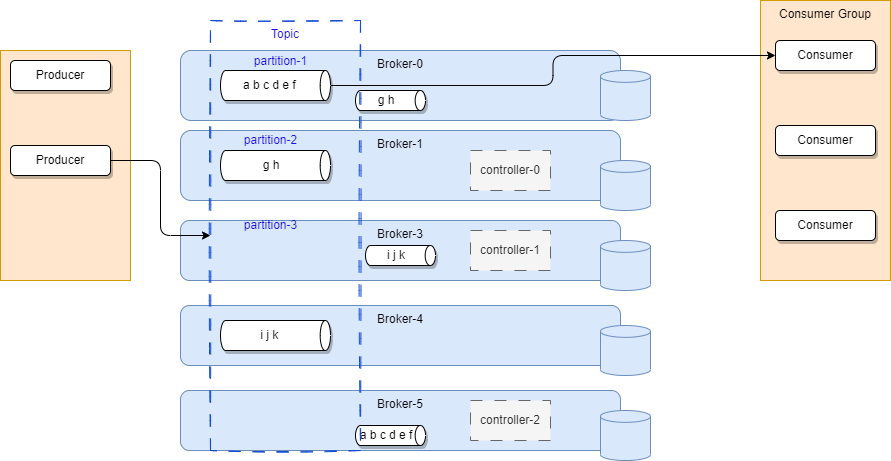 Consumer Group
Topic
Producer
Producer
partition-1
Broker-0
a b c d e f
g h
Consumer
partition-2
Broker-1
g h
controller-0
Consumer
partition-3
Broker-3
i j k
controller-1
Consumer
Broker-4
i j k
Broker-5
a b c d e f
controller-2